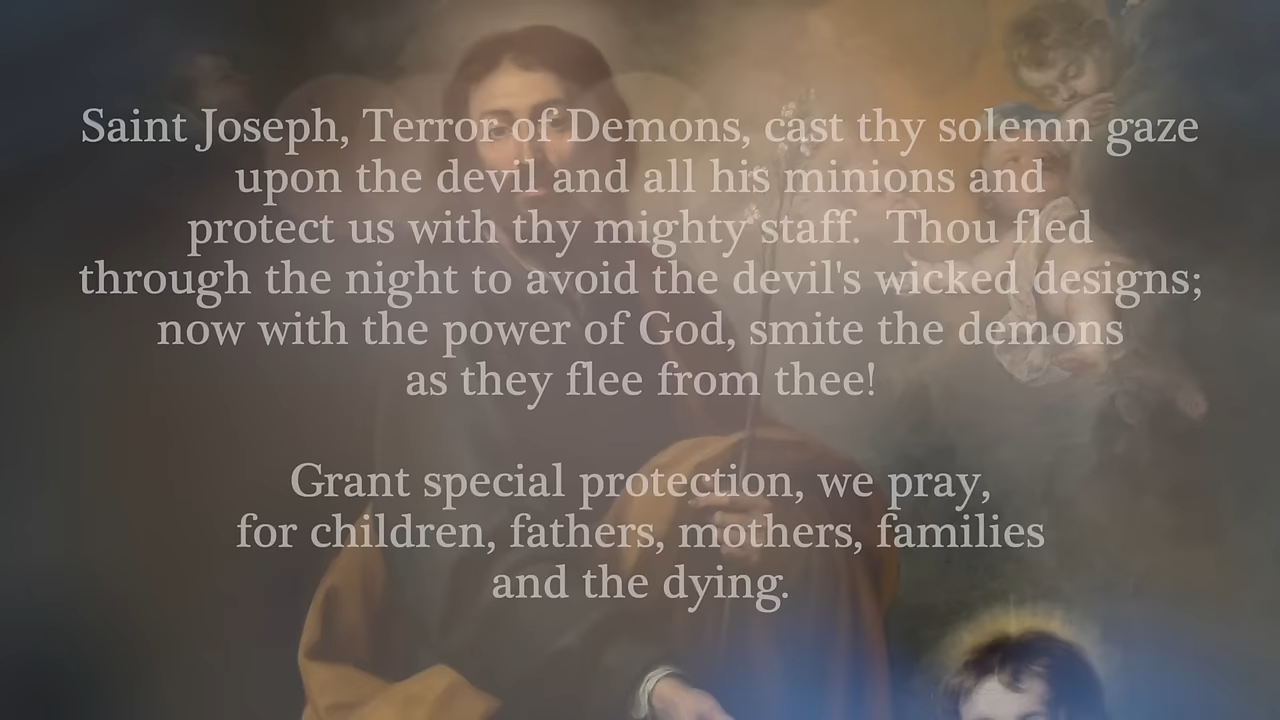 Saint Joseph, Terror of Demons, cast thy solemn gaze
upon the devil and all his minions and
protect us with thy mighty staff.  Thou fled
through the night to avoid the devil's wicked designs;
now with the power of God, smite the demons
as they flee from thee!
Grant special protection, we pray,
for children, fathers, mothers, families
and the dying.